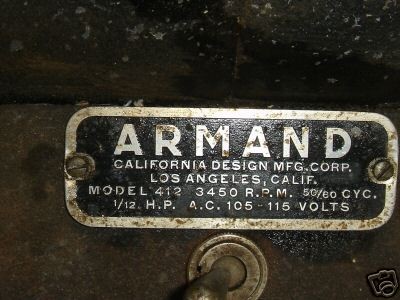 ARMAND
CALIFORNIA DESIGN MFG. CORP.
LOS ANGELES, CALIF.
MODEL 412 3450 R.P.M. 50/60 CYC.
1/12. H.P. A.C. 105-115 VOLTS